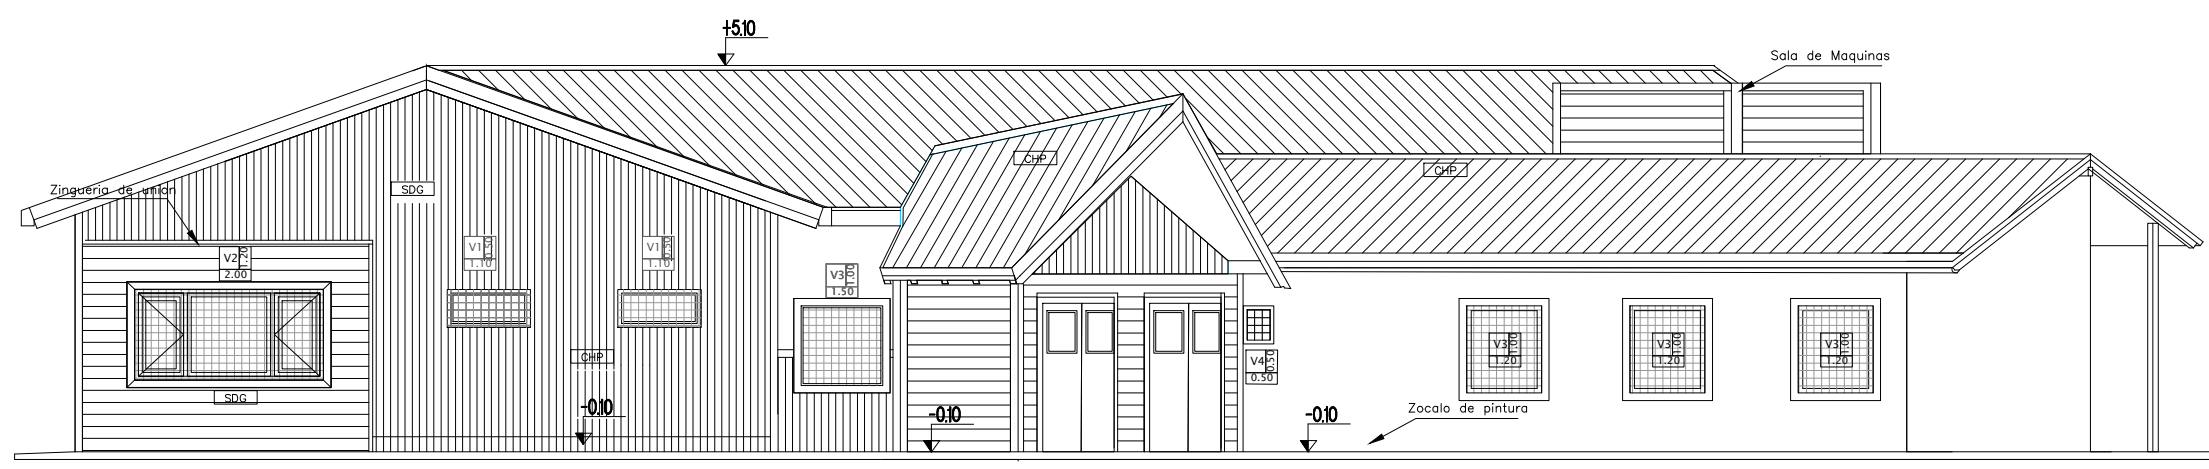 +5.10
Sala de Maquinas
CHP
CHP
Zingueria de union
SDG
V2 1.20
2.00
V1 0.50
1.10
V1 0.50
1.10
V3 1.00
1.50
V3 1.00
1.20
V3 1.00
1.20
V3 1.00
1.20
CHP
V4 0.50
0.50
SDG
-0.10
-0.10
-0.10
Zocalo de pintura